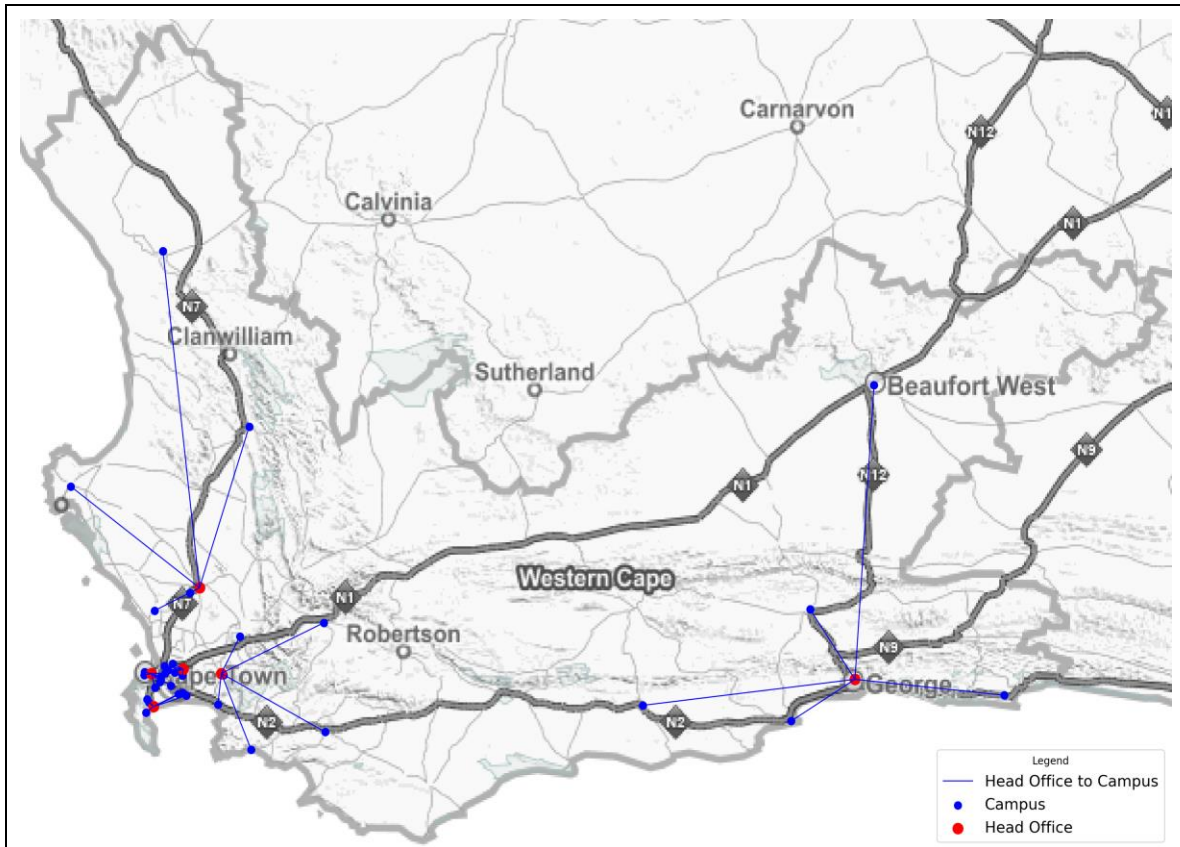 Carnarvon
N12
N1
Calvinia
N1
N7
Clanwilliam
Sutherland
Beaufort West
N9
N12
N1
Western Cape
N7
N1
Robertson
N9
pe Town
George
N2
N2
Legend
Head Office to Campus
Campus
Head Office